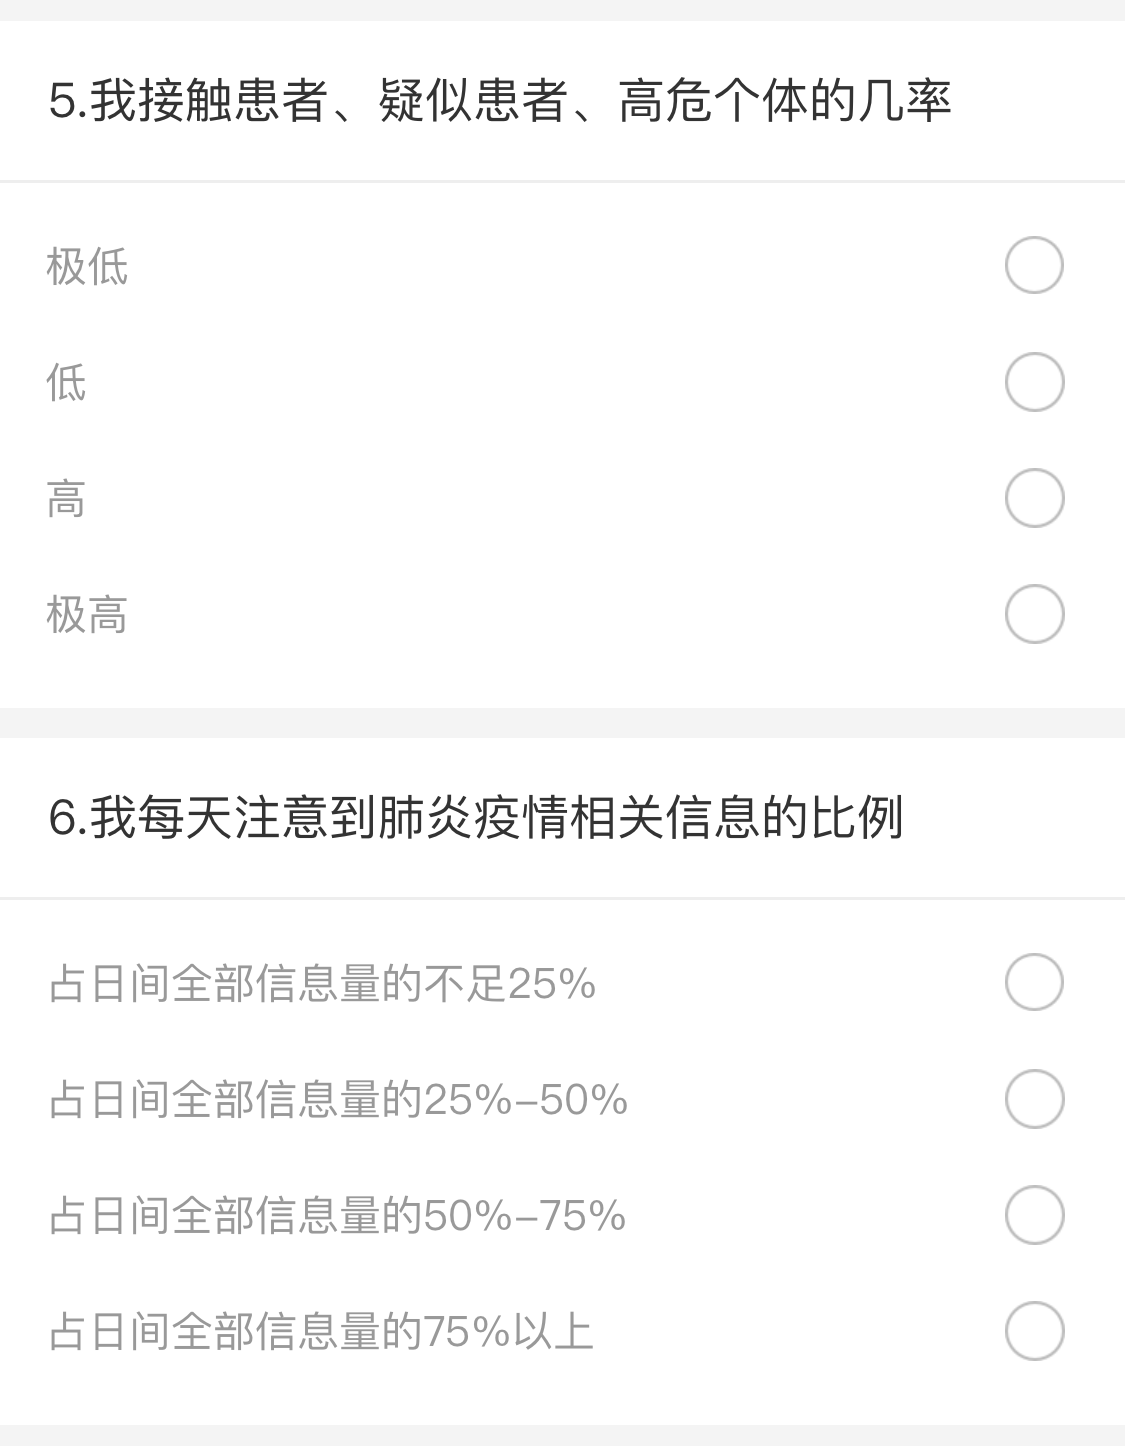 5.我接触患者、疑似患者、高危个体的几率
极低
低
高
极高
6.我每天注意到肺炎疫情相关信息的比例
占日间全部信息量的不足25%
占日间全部信息量的25%–50%
占日间全部信息量的50%–75%
占日间全部信息量的75%以上